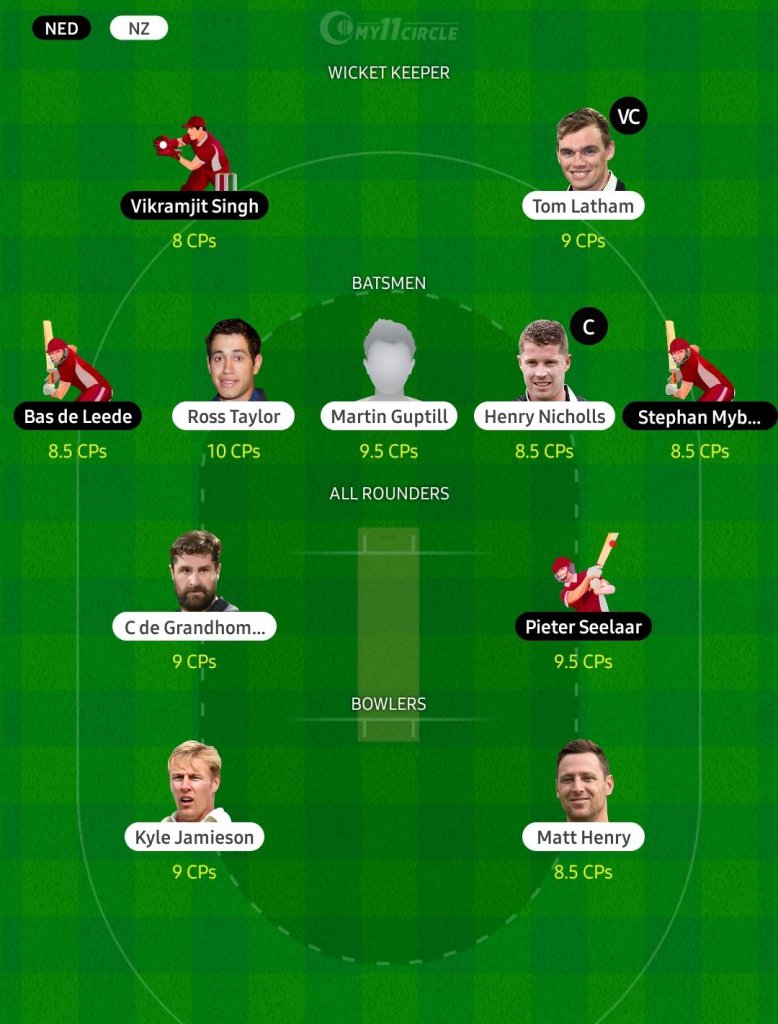 NED NZ
MY11CIRCLE
WICKET KEEPER
VC
Vikramjit Singh Tom Latham
8 CPs 9 CPs
BATSMEN
C
Bas de Leede Ross Taylor Martin Guptill Henry Nicholls Stephan Myb...
8.5 CPs 10 CPs 9.5 CPs 8.5 CPs 8.5 CPs
ALL ROUNDERS
C de Grandhom... Pieter Seelaar
9 CPs 9.5 CPs
BOWLERS
Kyle Jamieson Matt Henry
9 CPs 8.5 CPs